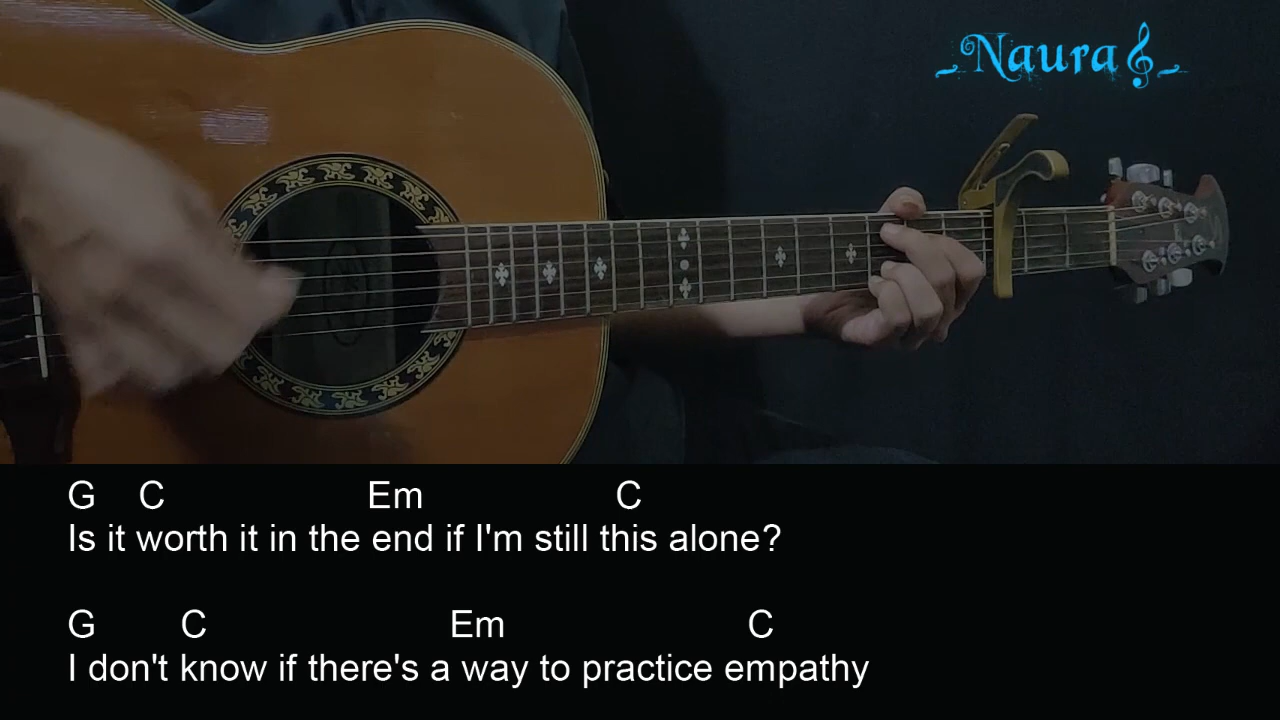 Naura
G C Em C
Is it worth it in the end if I'm still this alone?
G C Em C
I don't know if there's a way to practice empathy